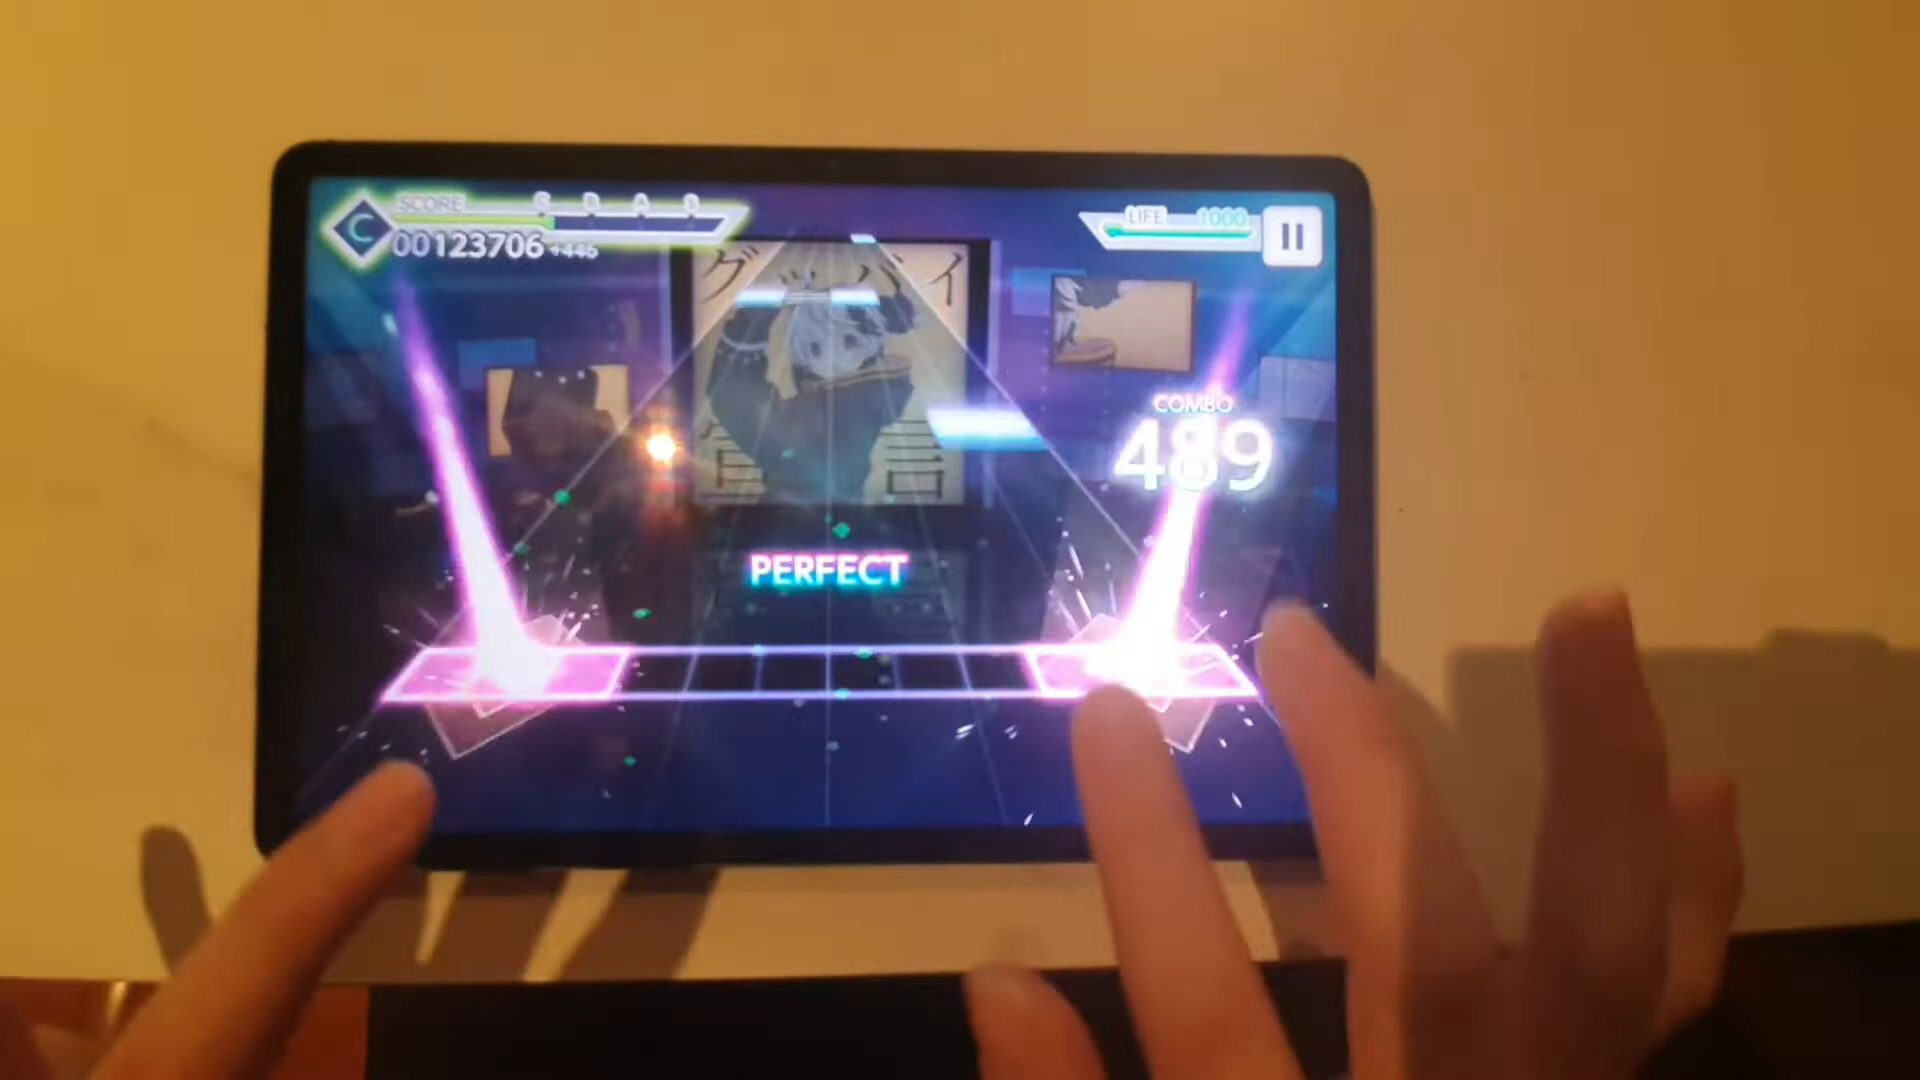 SCORE C B A S
C
00123706 +446
LIFE 1000
グッバイ
宣言
COMBO
489
PERFECT